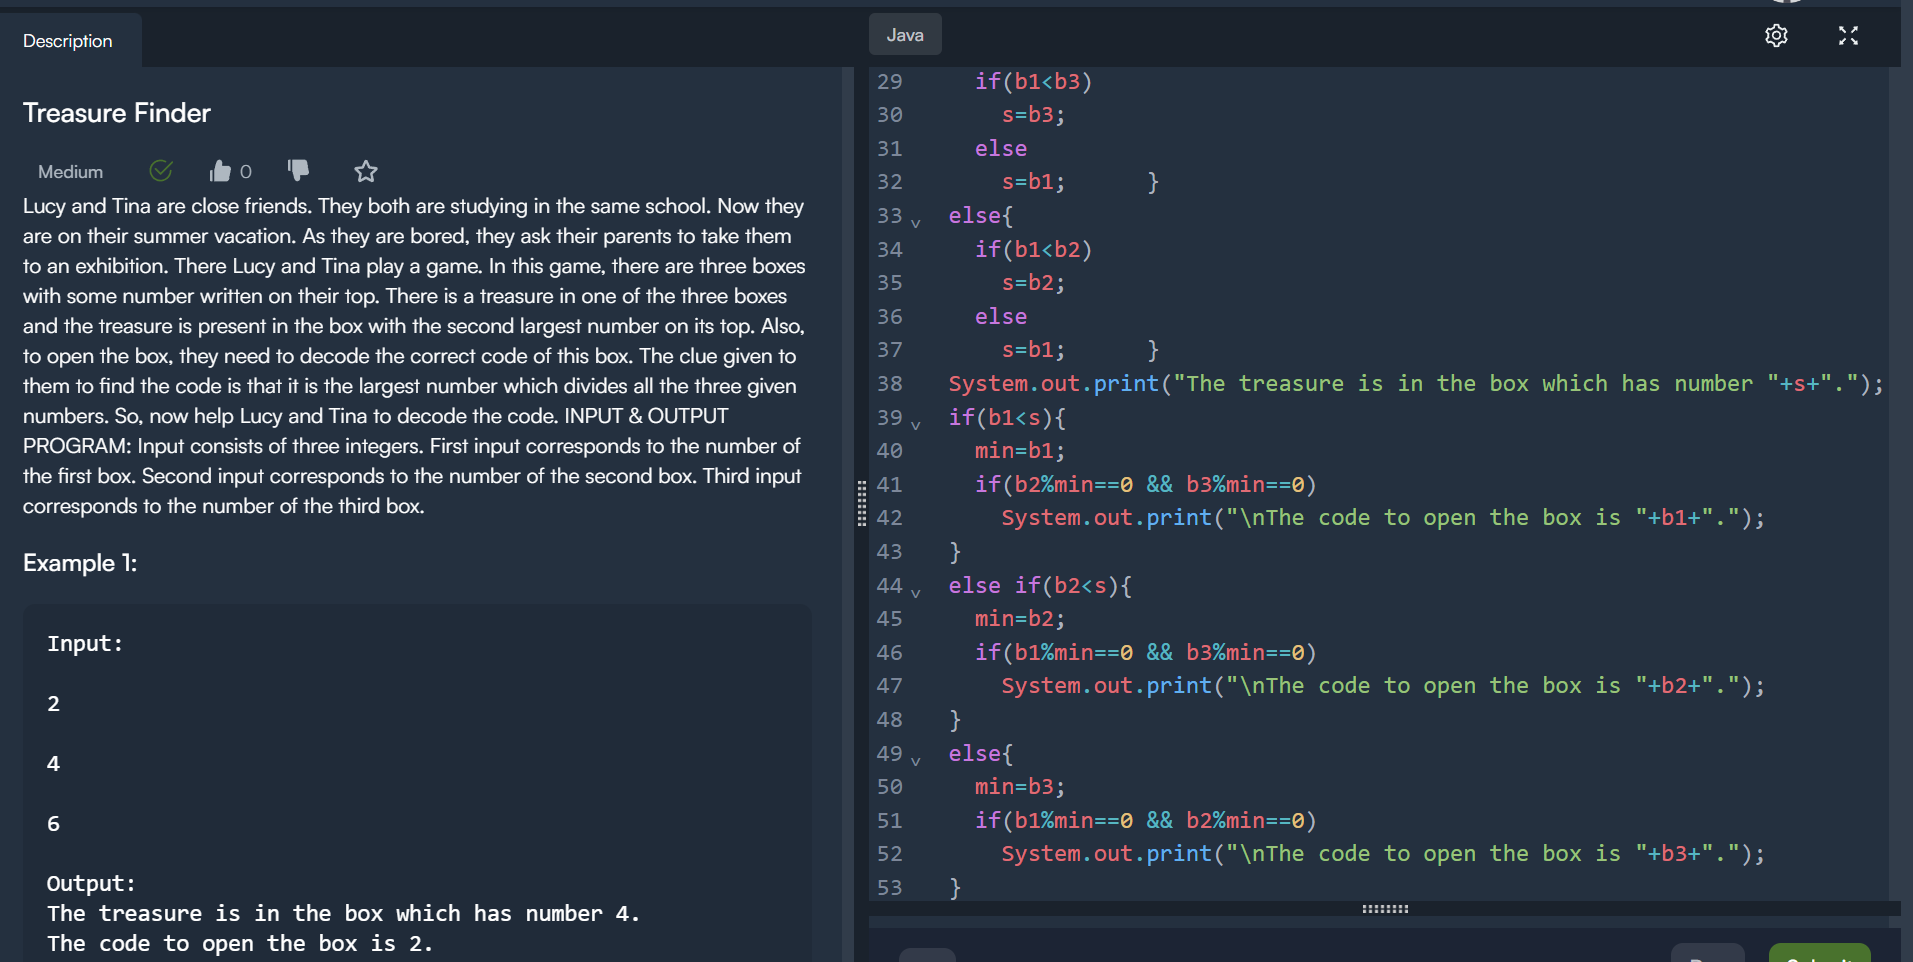 Description
Treasure Finder
Medium 0
Lucy and Tina are close friends. They both are studying in the same school. Now they
are on their summer vacation. As they are bored, they ask their parents to take them
to an exhibition. There Lucy and Tina play a game. In this game, there are three boxes
with some number written on their top. There is a treasure in one of the three boxes
and the treasure is present in the box with the second largest number on its top. Also,
to open the box, they need to decode the correct code of this box. The clue given to
them to find the code is that it is the largest number which divides all the three given
numbers. So, now help Lucy and Tina to decode the code. INPUT & OUTPUT
PROGRAM: Input consists of three integers. First input corresponds to the number of
the first box. Second input corresponds to the number of the second box. Third input
corresponds to the number of the third box.
Example 1:
Input:
2
4
6
Output:
The treasure is in the box which has number 4.
The code to open the box is 2.
Java
29 if(b1<b3)
30 s=b3;
31 else
32 s=b1; }
33 else{
34 if(b1<b2)
35 s=b2;
36 else
37 s=b1; }
38 System.out.print("The treasure is in the box which has number "+s+".");
39 if(b1<s){
40 min=b1;
41 if(b2%min==0 && b3%min==0)
42 System.out.print("\nThe code to open the box is "+b1+".");
43 }
44 else if(b2<s){
45 min=b2;
46 if(b1%min==0 && b3%min==0)
47 System.out.print("\nThe code to open the box is "+b2+".");
48 }
49 else{
50 min=b3;
51 if(b1%min==0 && b2%min==0)
52 System.out.print("\nThe code to open the box is "+b3+".");
53 }